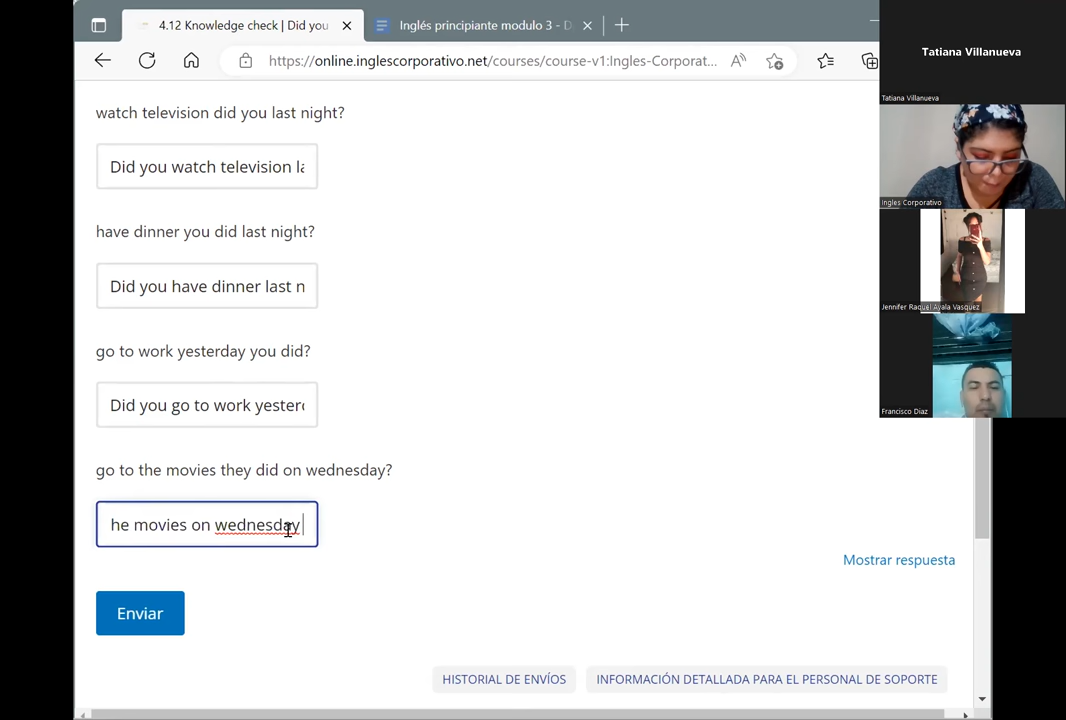 4.12 Knowledge check | Did you
Inglés principiante modulo 3 - D
https://online.inglescorporativo.net/courses/course-v1:Ingles-Corporat...
Tatiana Villanueva
Tatiana Villanueva
Ingles Corporativo
Jennifer Raquel Ayala Vasquez
Francisco Diaz
watch television did you last night?
Did you watch television la
have dinner you did last night?
Did you have dinner last n
go to work yesterday you did?
Did you go to work yester
go to the movies they did on wednesday?
he movies on wednesday
Mostrar respuesta
Enviar
HISTORIAL DE ENVÍOS
INFORMACIÓN DETALLADA PARA EL PERSONAL DE SOPORTE